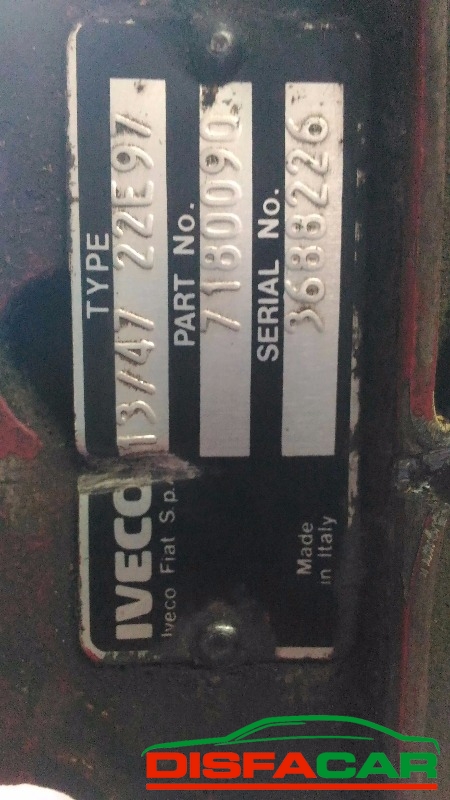 IVECO
Iveco Fiat S.p.A
TYPE
13/47 22E97
PART No.
7180090
SERIAL No.
3688226
Made
in Italy
DISFACAR